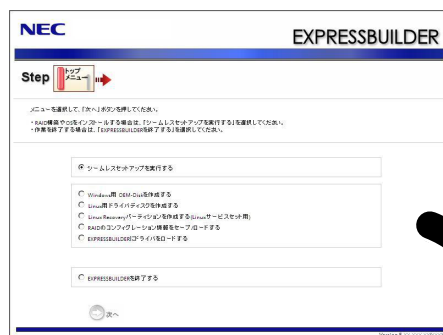 NEC
EXPRESSBUILDER
Step トップメニュー
メニューを選択して、「次へ」ボタンを押してください。
・RAID構築やOSをインストールする場合は、「シームレスセットアップを実行する」を選択してください。
・作業を終了する場合は、「EXPRESSBUILDERを終了する」を選択してください。
シームレスセットアップを実行する
Windows用 OEM-Diskを作成する
Linux用ドライバディスクを作成する
Linux Recoveryパーティションを作成する(Linuxサービスセット用)
RAIDのコンフィグレーション情報をセーブ/ロードする
EXPRESSBUILDERにドライバをロードする
EXPRESSBUILDERを終了する
次へ